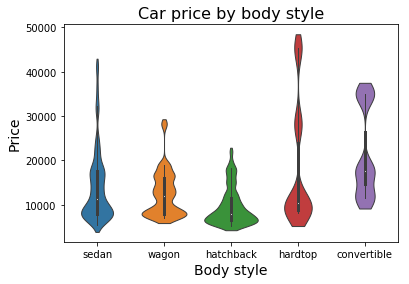 Car price by body style
Price
50000
40000
30000
20000
10000
sedan wagon hatchback hardtop convertible
Body style